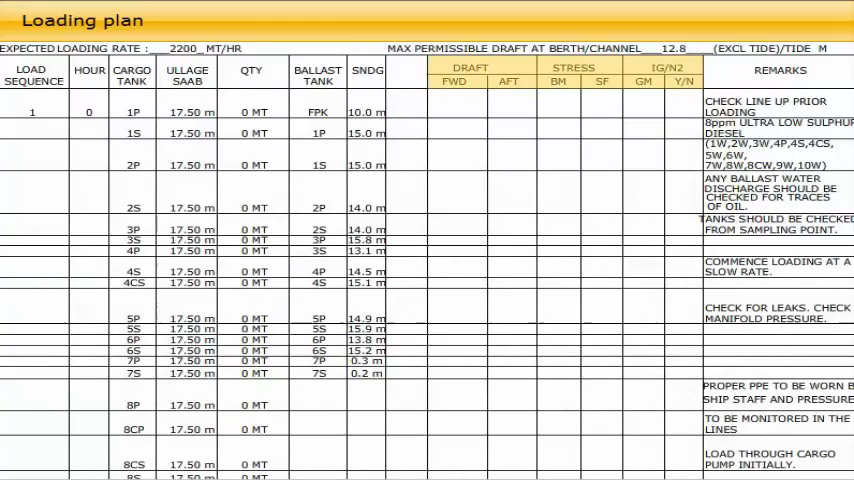 Loading plan
EXPECTED LOADING RATE :___2200_ MT/HR MAX PERMISSIBLE DRAFT AT BERTH/CHANNEL___12.8____(EXCL TIDE)/TIDE M
LOAD SEQUENCE HOUR CARGO TANK ULLAGE SAAB QTY BALLAST TANK SNDG DRAFT STRESS IG/N2 REMARKS
FWD AFT BM SF GM Y/N
1 0 1P 17.50 m 0 MT FPK 10.0 m CHECK LINE UP PRIOR
LOADING
1S 17.50 m 0 MT 1P 15.0 m 8ppm ULTRA LOW SULPHUR
DIESEL
2P 17.50 m 0 MT 1S 15.0 m (1W,2W,3W,4P,4S,4CS,
5W,6W,
7W,8W,8CW,9W,10W)
2S 17.50 m 0 MT 2P 14.0 m ANY BALLAST WATER
DISCHARGE SHOULD BE
CHECKED FOR TRACES
OF OIL.
3P 17.50 m 0 MT 2S 14.0 m TANKS SHOULD BE CHECKED
FROM SAMPLING POINT.
3S 17.50 m 0 MT 3P 15.8 m
4P 17.50 m 0 MT 3S 13.1 m
4S 17.50 m 0 MT 4P 14.5 m COMMENCE LOADING AT A
SLOW RATE.
4CS 17.50 m 0 MT 4S 15.1 m
5P 17.50 m 0 MT 5P 14.9 m CHECK FOR LEAKS. CHECK
MANIFOLD PRESSURE.
5S 17.50 m 0 MT 5S 15.9 m
6P 17.50 m 0 MT 6P 13.8 m
6S 17.50 m 0 MT 6S 15.2 m
7P 17.50 m 0 MT 7P 0.3 m
7S 17.50 m 0 MT 7S 0.2 m
8P 17.50 m 0 MT PROPER PPE TO BE WORN B
SHIP STAFF AND PRESSURE
8CP 17.50 m 0 MT TO BE MONITORED IN THE
LINES
8CS 17.50 m 0 MT LOAD THROUGH CARGO
PUMP INITIALLY.
8S 17.50 m 0 MT